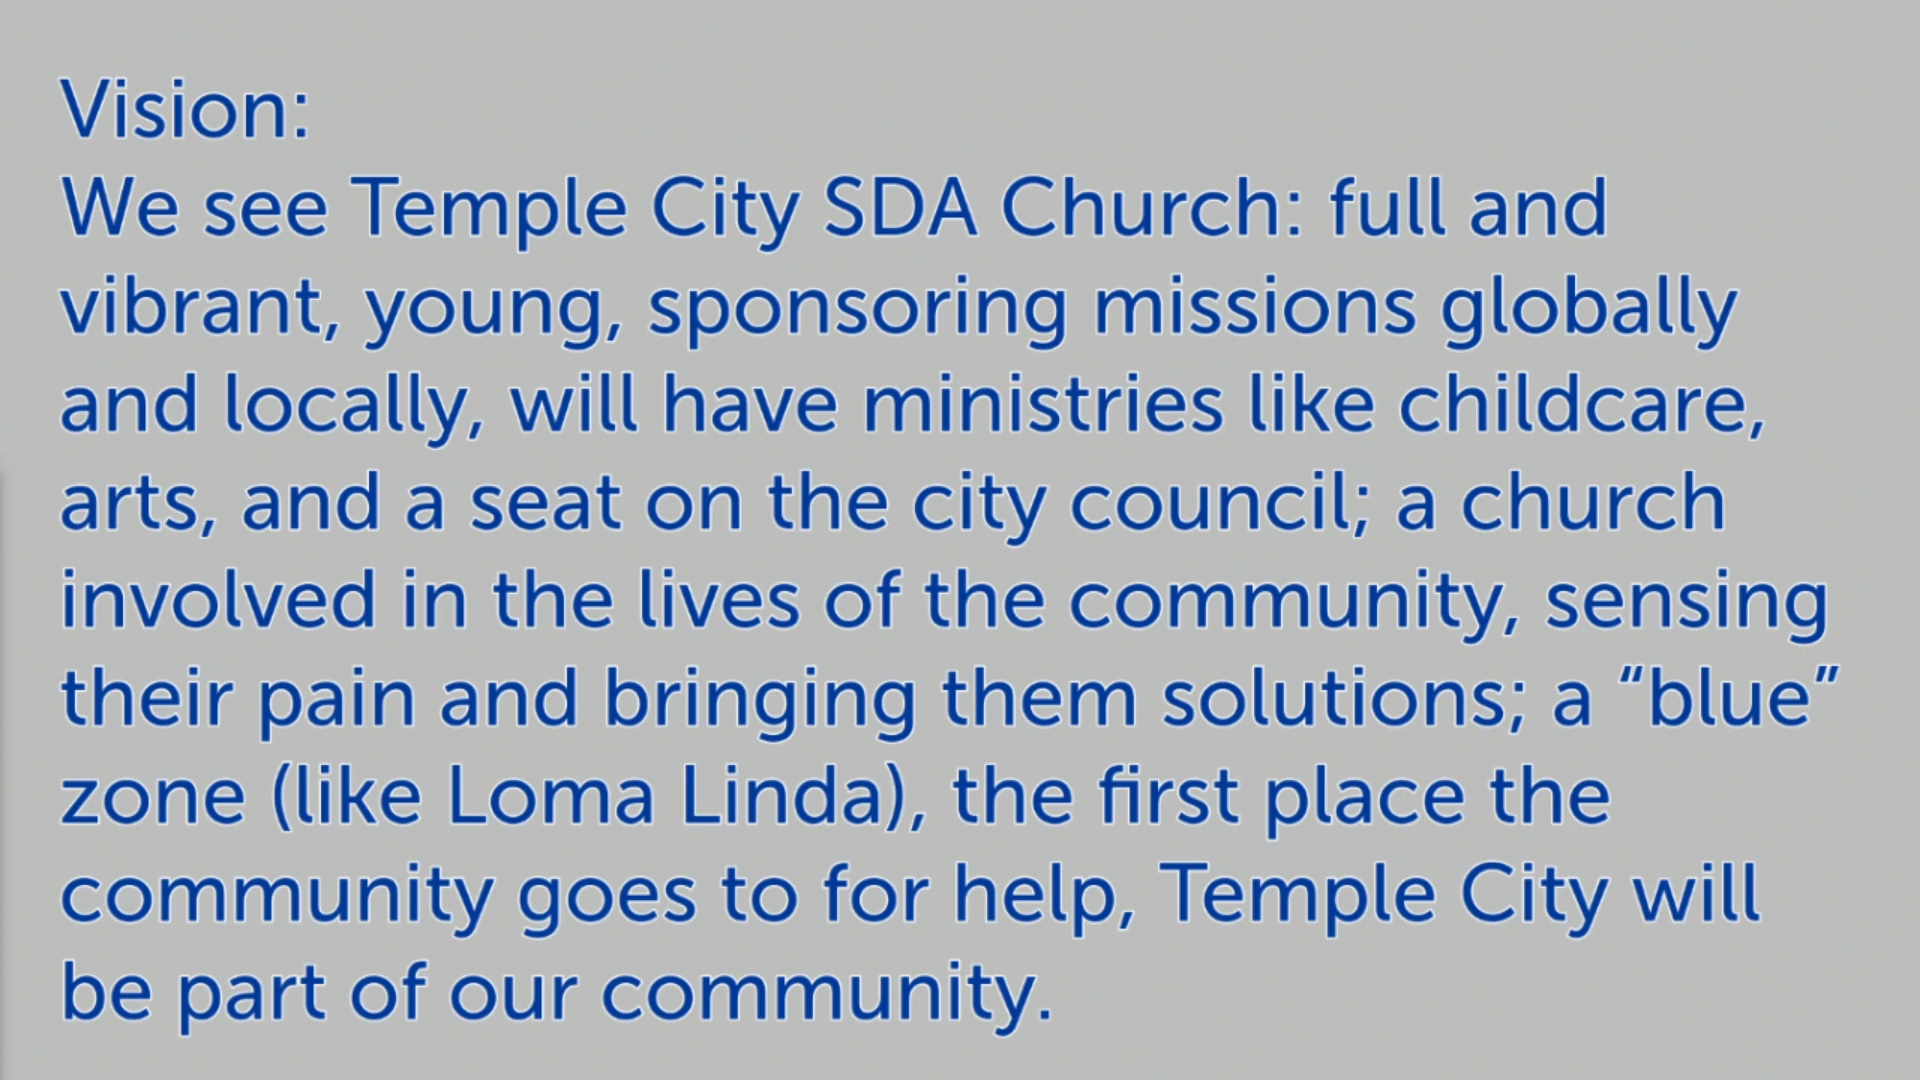 Vision:
We see Temple City SDA Church: full and
vibrant, young, sponsoring missions globally
and locally, will have ministries like childcare,
arts, and a seat on the city council; a church
involved in the lives of the community, sensing
their pain and bringing them solutions; a “blue”
zone (like Loma Linda), the first place the
community goes to for help, Temple City will
be part of our community.